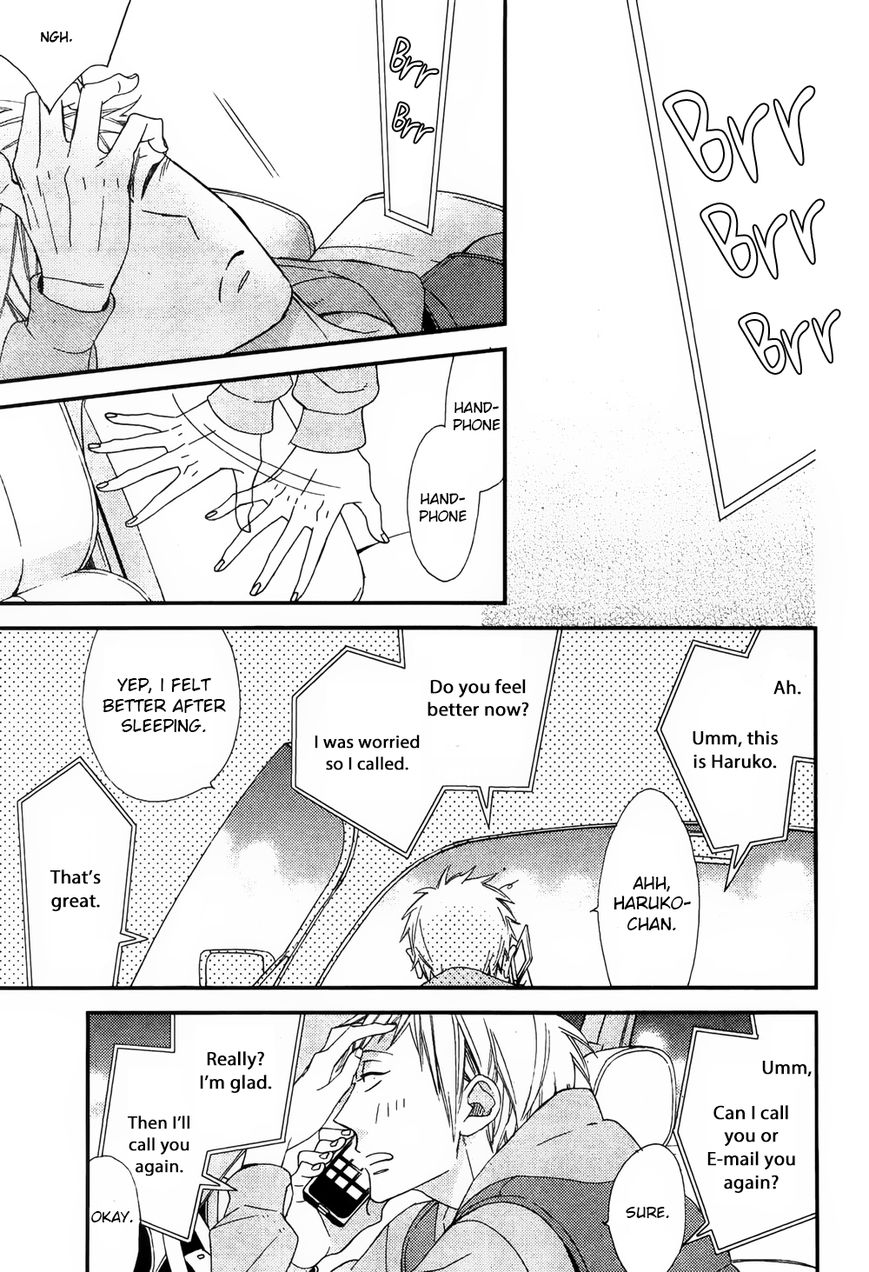 Brr
Brr
Brr
Brr
Brr
NGH.
HAND-
PHONE
HAND-
PHONE
Ah.
Umm, this
is Haruko.
AHH,
HARUKO-
CHAN.
Do you feel
better now?
I was worried
so I called.
YEP, I FELT
BETTER AFTER
SLEEPING.
That's
great.
Umm,
Can I call
you or
E-mail you
again?
SURE.
Really?
I'm glad.
Then I'll
call you
again.
OKAY.